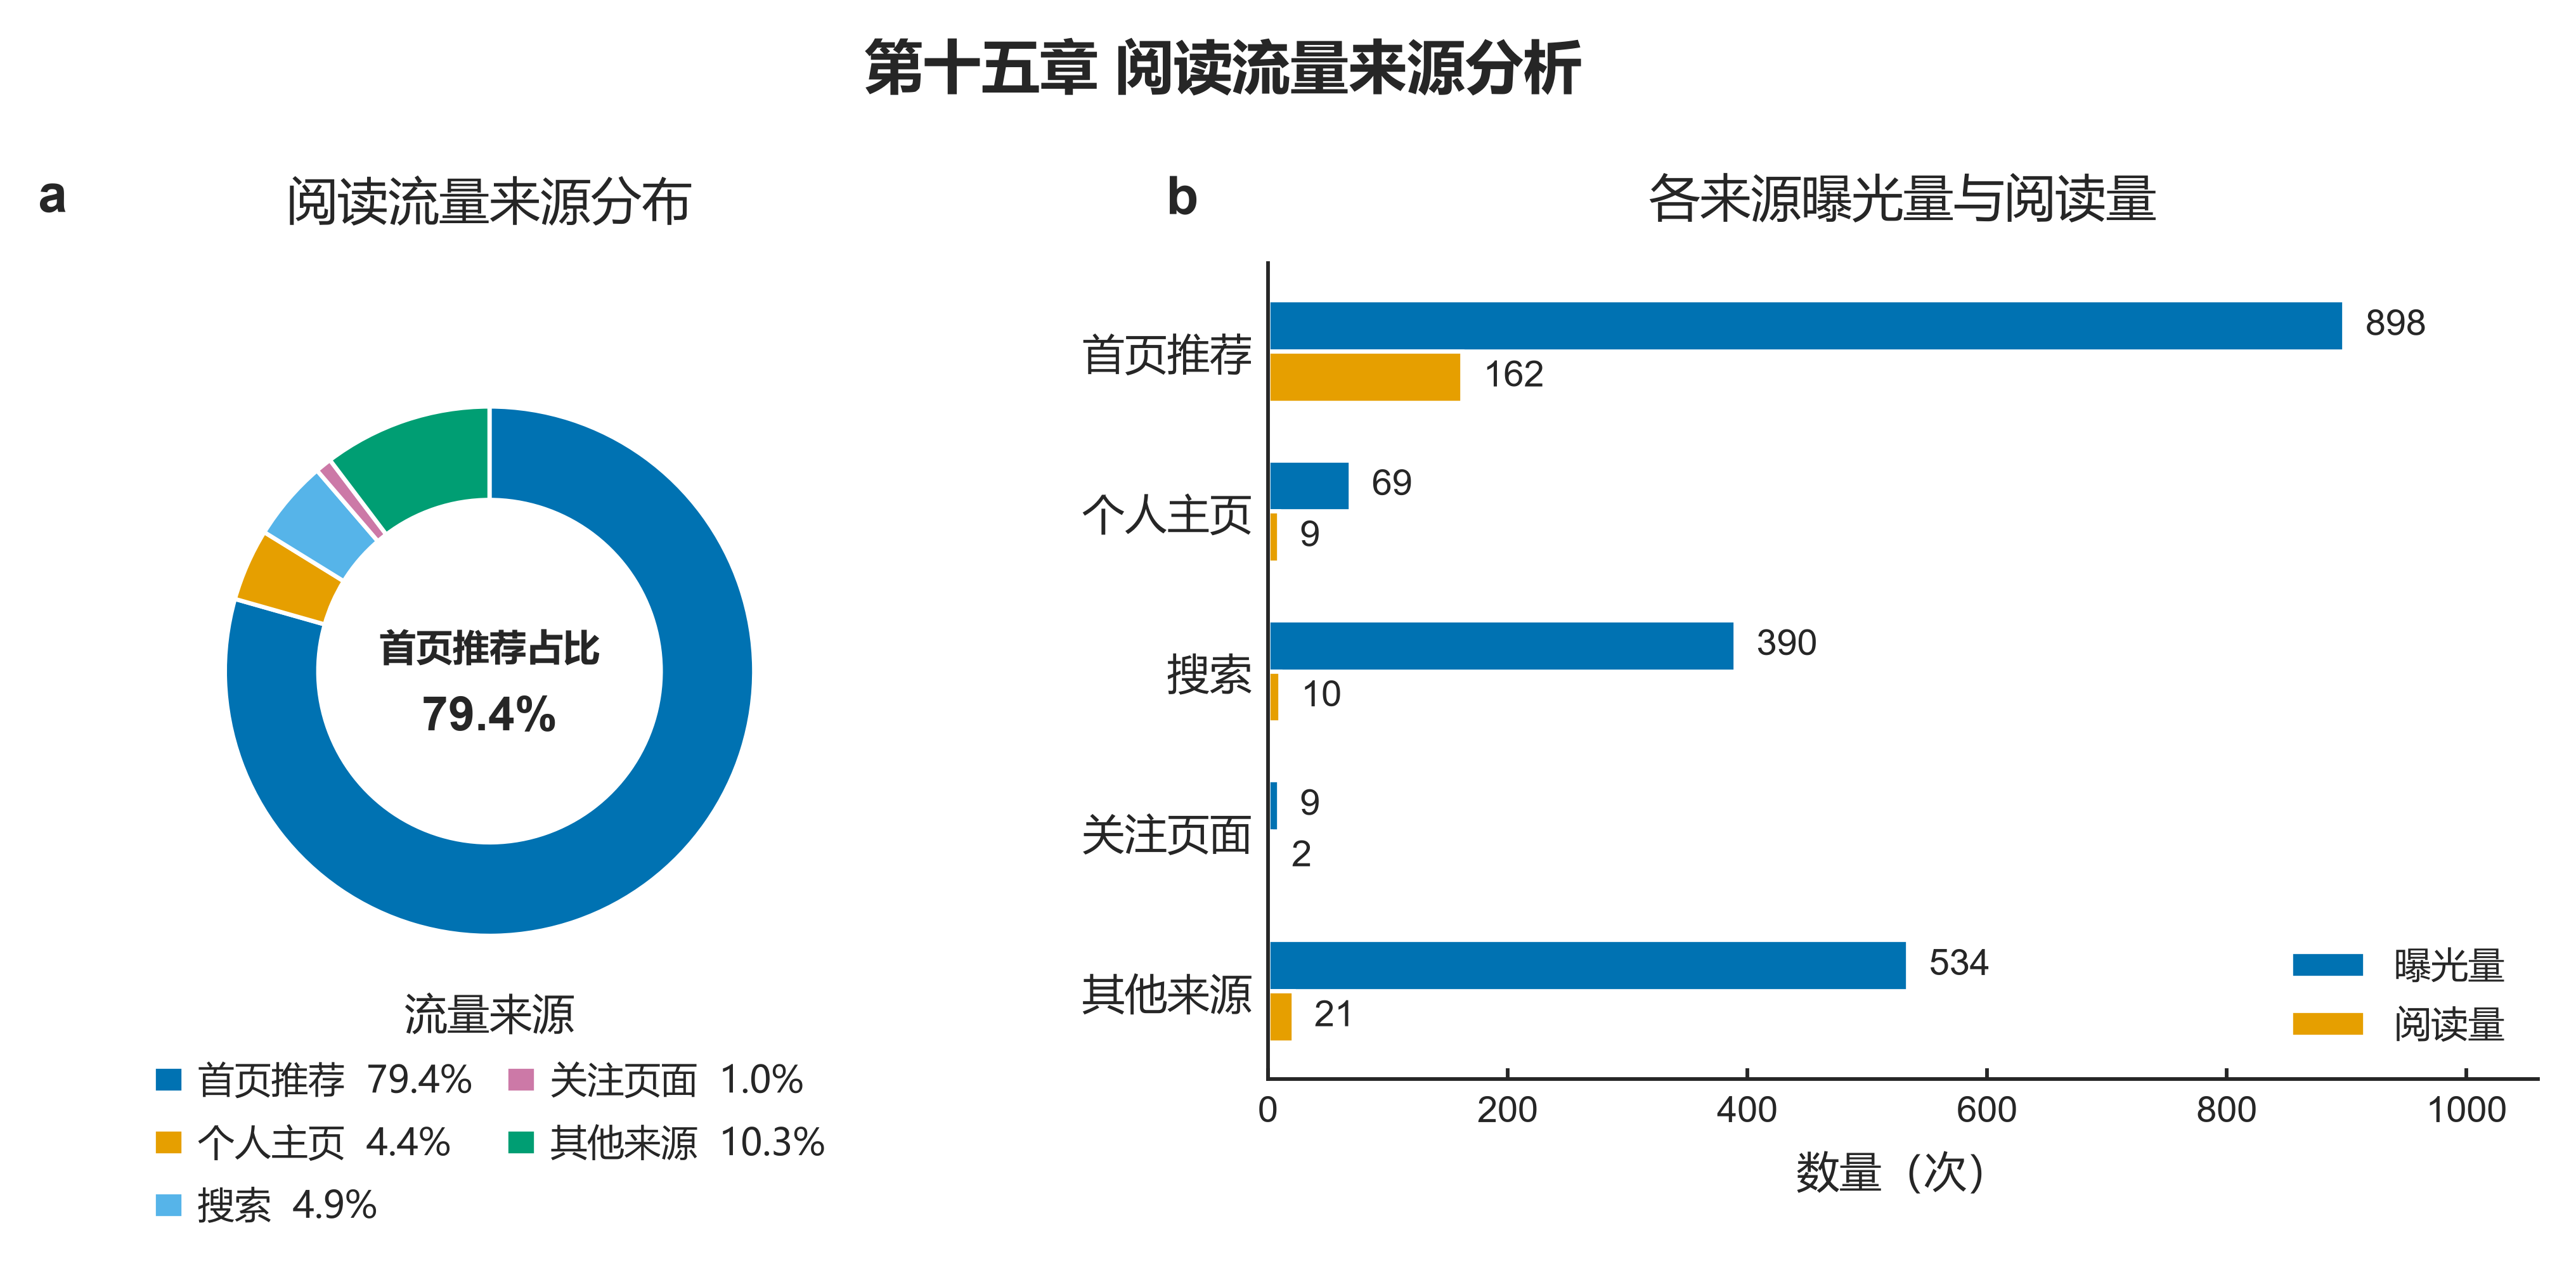 第十五章 阅读流量来源分析
a
阅读流量来源分布
首页推荐占比
79.4%
流量来源
首页推荐 79.4%
个人主页 4.4%
搜索 4.9%
关注页面 1.0%
其他来源 10.3%
b
各来源曝光量与阅读量
首页推荐
898
162
个人主页
69
9
搜索
390
10
关注页面
9
2
其他来源
534
21
曝光量
阅读量
0 200 400 600 800 1000
数量（次）